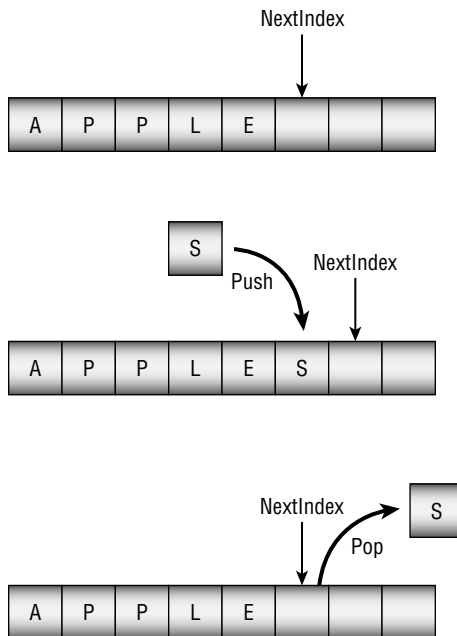 NextIndex
A P P L E
S
Push
NextIndex
A P P L E S
NextIndex
S
Pop
A P P L E